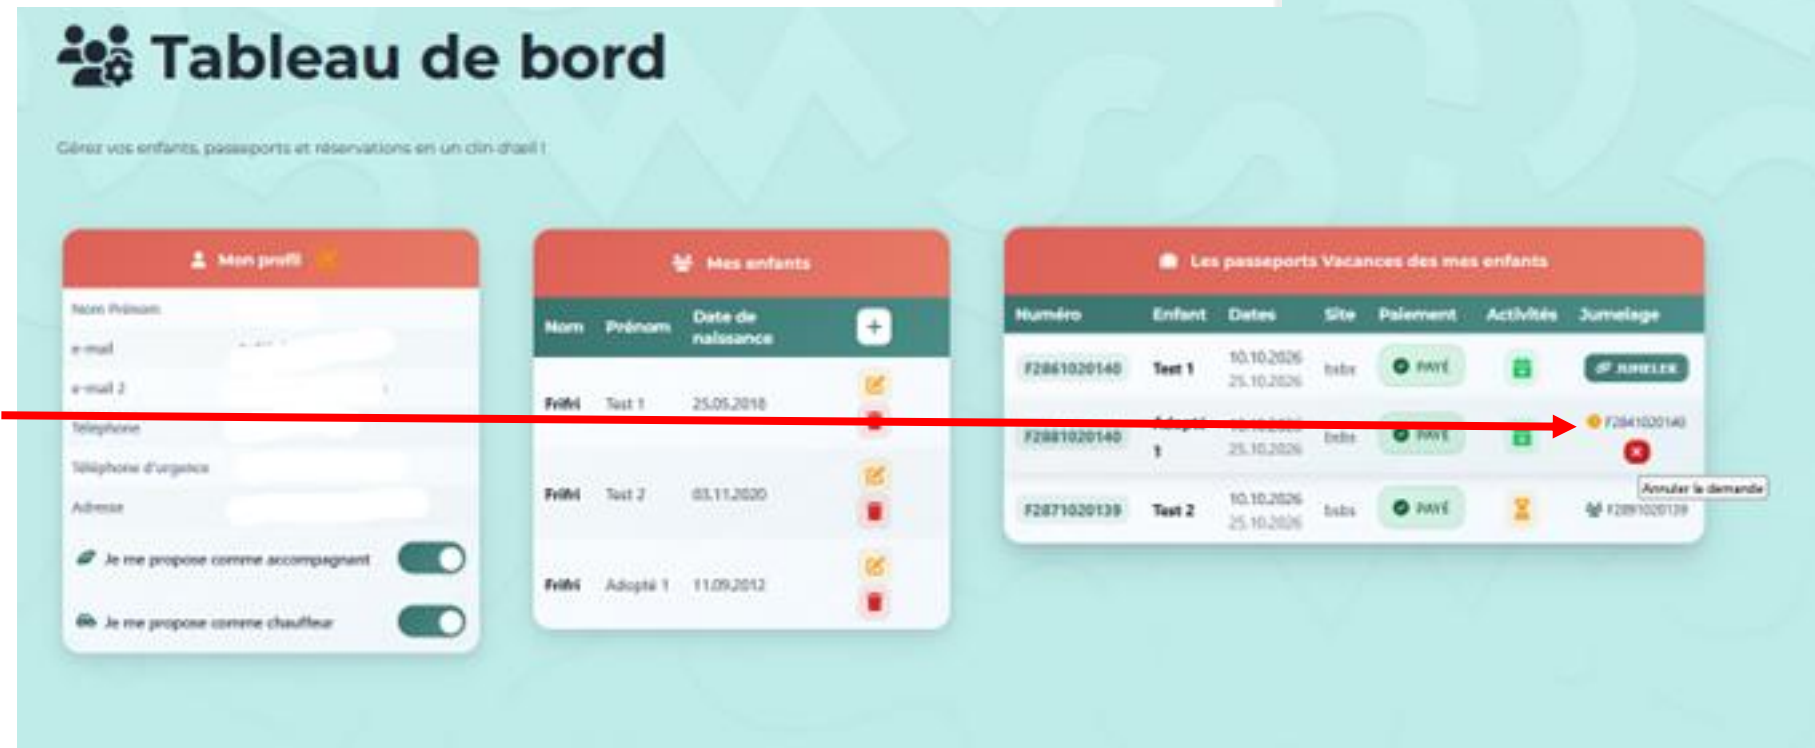 Tableau de bord
Gérez vos enfants, passeports et réservations en un clin d'œil !
Mon profil
Nom Prénom
e-mail
e-mail 2
Téléphone
Téléphone d'urgence
Adresse
Je me propose comme accompagnant
Je me propose comme chauffeur
Mes enfants
Nom Prénom Date de naissance +
Frifri Test 1 25.05.2018
Frifri Test 2 03.11.2020
Frifri Adopté 1 11.09.2012
Les passeports Vacances des mes enfants
Numéro Enfant Dates Site Paiement Activités Jumelage
F2861020140 Test 1 10.10.2026 25.10.2026 bsbs PAYÉ JUMELER
F2881020140 Adopté 1 25.10.2026 bsbs PAYÉ F2841020140
Annuler la demande
F2871020139 Test 2 10.10.2026 25.10.2026 bsbs PAYÉ F2891020139